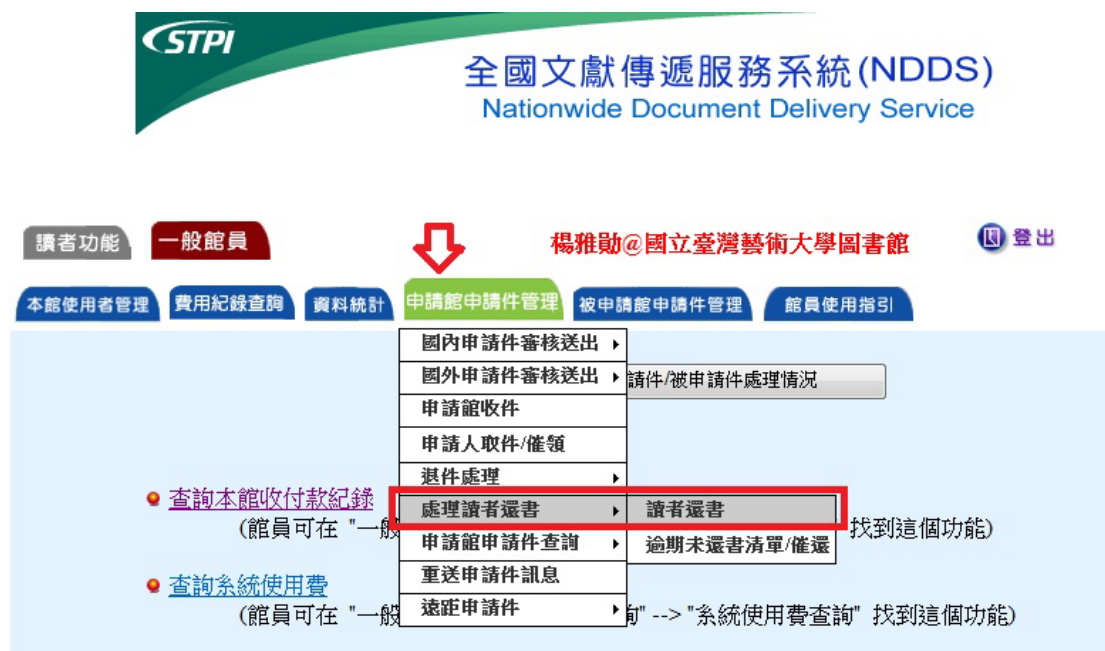 STPI
全國文獻傳遞服務系統(NDDS)
Nationwide Document Delivery Service
讀者功能 一般館員 楊雅勛@國立臺灣藝術大學圖書館 登出
本館使用者管理 費用紀錄查詢 資料統計 申請館申請件管理 被申請館申請件管理 館員使用指引
國內申請件審核送出
國外申請件審核送出 請件/被申請件處理情況
申請館收件
申請人取件/催領
退件處理
查詢本館收付款紀錄 處理讀者還書 讀者還書
(館員可在 "一般 找到這個功能)
申請館申請件查詢 逾期未還書清單/催還
重送申請件訊息
查詢系統使用費
遠距申請件
(館員可在 "一般 詢" --> "系統使用費查詢" 找到這個功能)